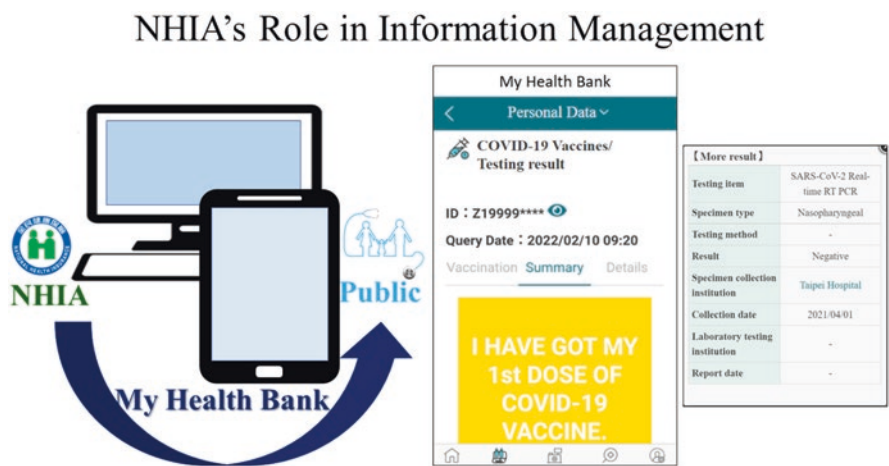 NHIA's Role in Information Management
NHIA
Public
My Health Bank
My Health Bank
Personal Data
COVID-19 Vaccines/
Testing result
ID：Z19999****
Query Date：2022/02/10 09:20
Vaccination Summary Details
I HAVE GOT MY
1st DOSE OF
COVID-19
VACCINE.
【More result】
Testing item SARS-CoV-2 Real-
time RT PCR
Specimen type Nasopharyngeal
Testing method -
Result Negative
Specimen collection
institution Taipei Hospital
Collection date 2021/04/01
Laboratory testing
institution -
Report date -